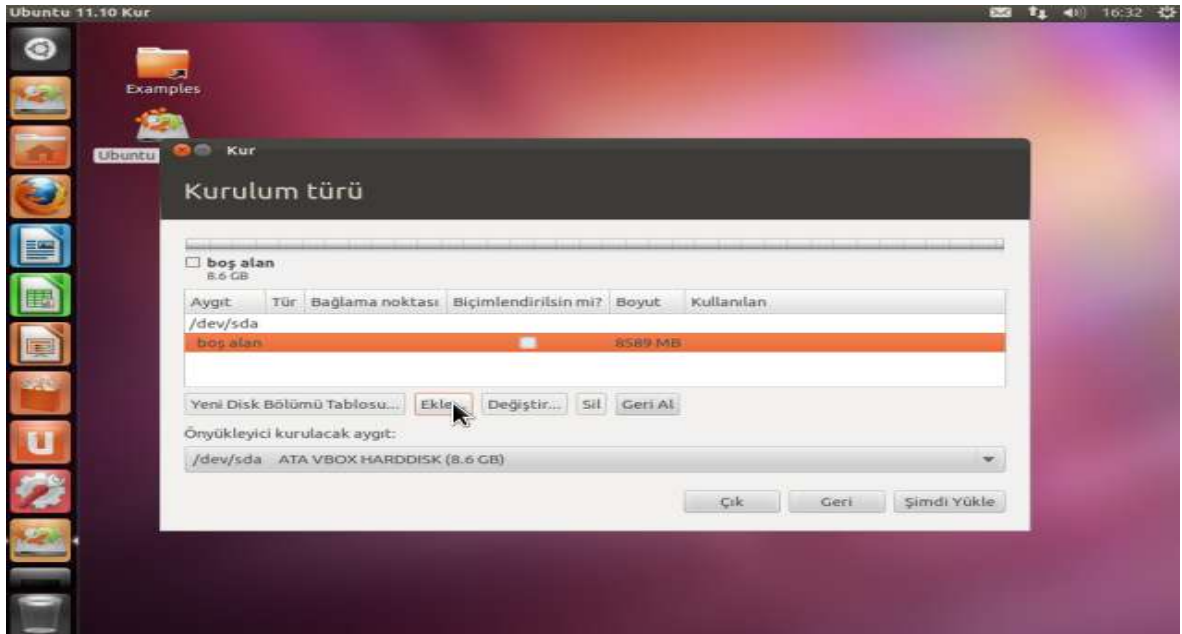 Ubuntu 11.10 Kur 16:32
Examples
Ubuntu
Kur
Kurulum türü
boş alan
8.6 GB
Aygıt Tür Bağlama noktası Biçimlendirilsin mi? Boyut Kullanılan
/dev/sda
boş alan 8589 MB
Yeni Disk Bölümü Tablosu... Ekle Değiştir... Sil Geri Al
Önyükleyici kurulacak aygıt:
/dev/sda ATA VBOX HARDDISK (8.6 GB)
Çık Geri Şimdi Yükle